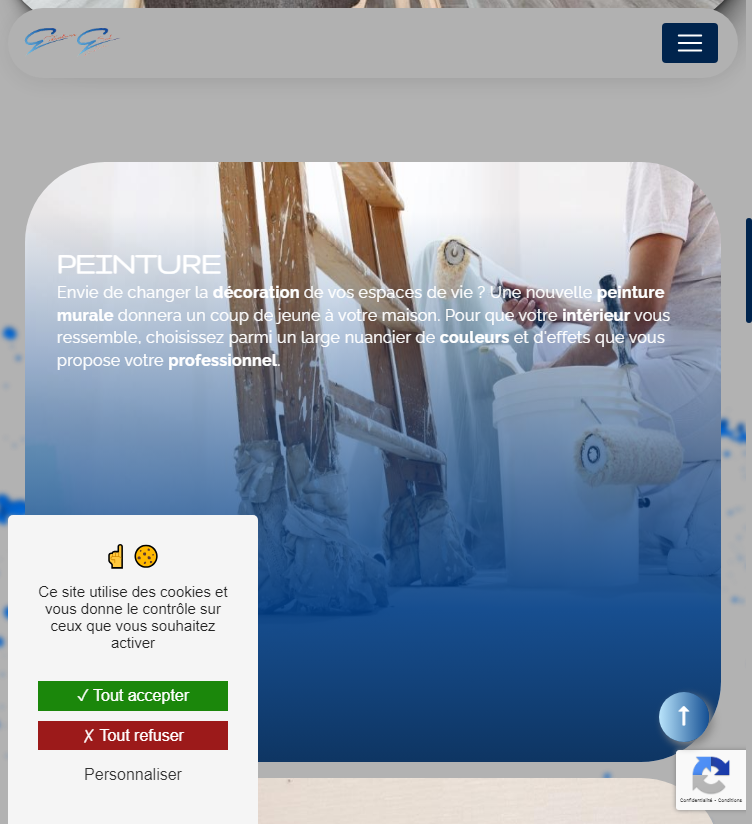 PEINTURE
Envie de changer la décoration de vos espaces de vie ? Une nouvelle peinture
murale donnera un coup de jeune à votre maison. Pour que votre intérieur vous
ressemble, choisissez parmi un large nuancier de couleurs et d'effets que vous
propose votre professionnel.
Ce site utilise des cookies et
vous donne le contrôle sur
ceux que vous souhaitez
activer
✓ Tout accepter
✗ Tout refuser
Personnaliser
Confidentialité - Conditions